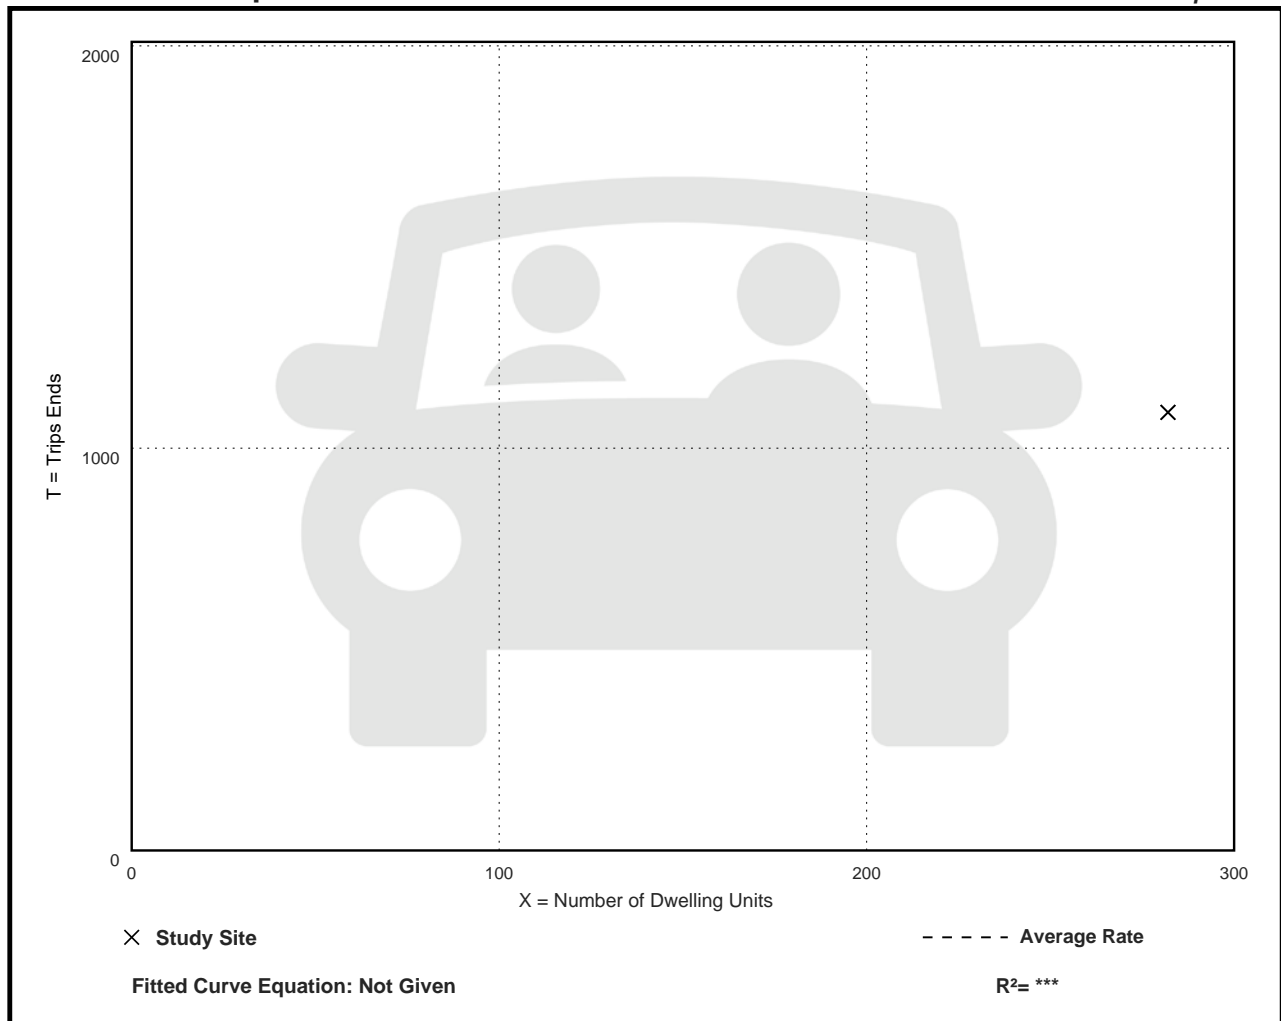 2000
1000
0
T = Trips Ends
0 100 200 300
X = Number of Dwelling Units
Study Site
Average Rate
Fitted Curve Equation: Not Given
R²= ***